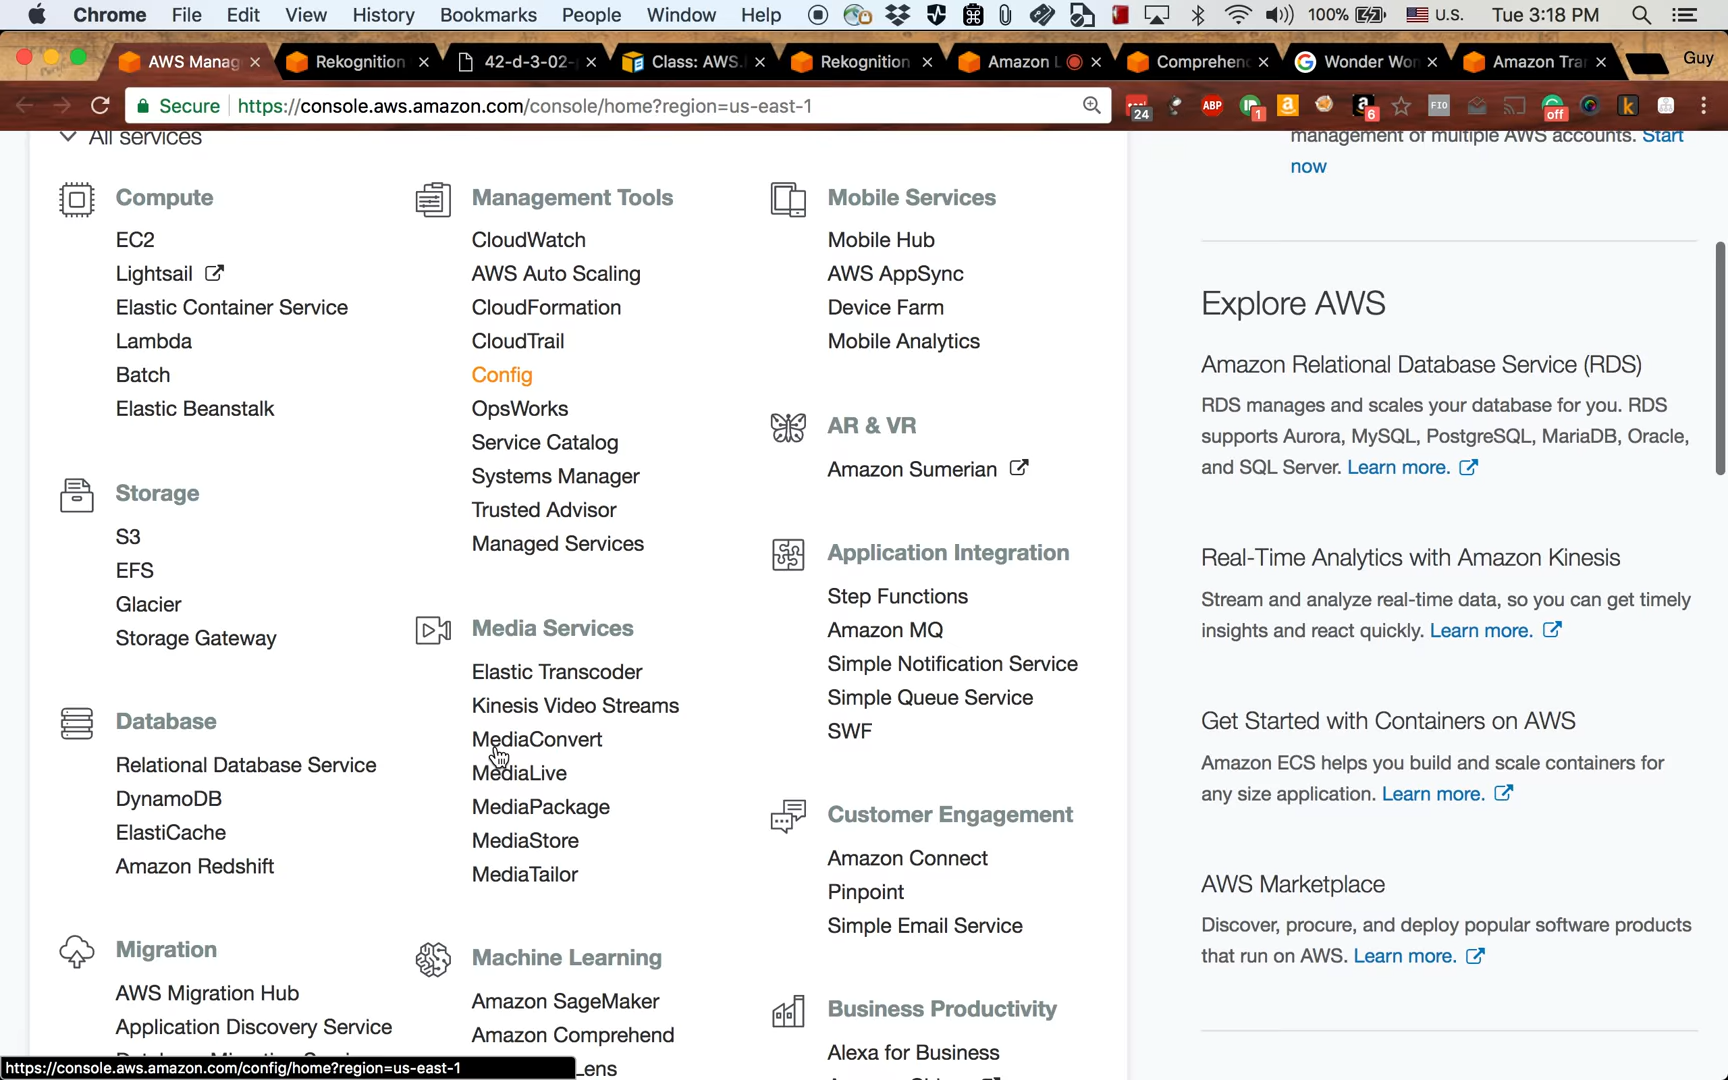 Chrome File Edit View History Bookmarks People Window Help 100% U.S. Tue 3:18 PM
AWS Manag Rekognition 42-d-3-02- Class: AWS. Rekognition Amazon L Comprehen Wonder Wo Amazon Tra Guy
Secure https://console.aws.amazon.com/console/home?region=us-east-1 24 ABP 1 6 FIO off
All services
Compute
EC2
Lightsail
Elastic Container Service
Lambda
Batch
Elastic Beanstalk
Storage
S3
EFS
Glacier
Storage Gateway
Database
Relational Database Service
DynamoDB
ElastiCache
Amazon Redshift
Migration
AWS Migration Hub
Application Discovery Service
Management Tools
CloudWatch
AWS Auto Scaling
CloudFormation
CloudTrail
Config
OpsWorks
Service Catalog
Systems Manager
Trusted Advisor
Managed Services
Media Services
Elastic Transcoder
Kinesis Video Streams
MediaConvert
MediaLive
MediaPackage
MediaStore
MediaTailor
Machine Learning
Amazon SageMaker
Amazon Comprehend
Lens
Mobile Services
Mobile Hub
AWS AppSync
Device Farm
Mobile Analytics
AR & VR
Amazon Sumerian
Application Integration
Step Functions
Amazon MQ
Simple Notification Service
Simple Queue Service
SWF
Customer Engagement
Amazon Connect
Pinpoint
Simple Email Service
Business Productivity
Alexa for Business
management of multiple AWS accounts. Start
now
Explore AWS
Amazon Relational Database Service (RDS)
RDS manages and scales your database for you. RDS
supports Aurora, MySQL, PostgreSQL, MariaDB, Oracle,
and SQL Server. Learn more.
Real-Time Analytics with Amazon Kinesis
Stream and analyze real-time data, so you can get timely
insights and react quickly. Learn more.
Get Started with Containers on AWS
Amazon ECS helps you build and scale containers for
any size application. Learn more.
AWS Marketplace
Discover, procure, and deploy popular software products
that run on AWS. Learn more.
https://console.aws.amazon.com/config/home?region=us-east-1